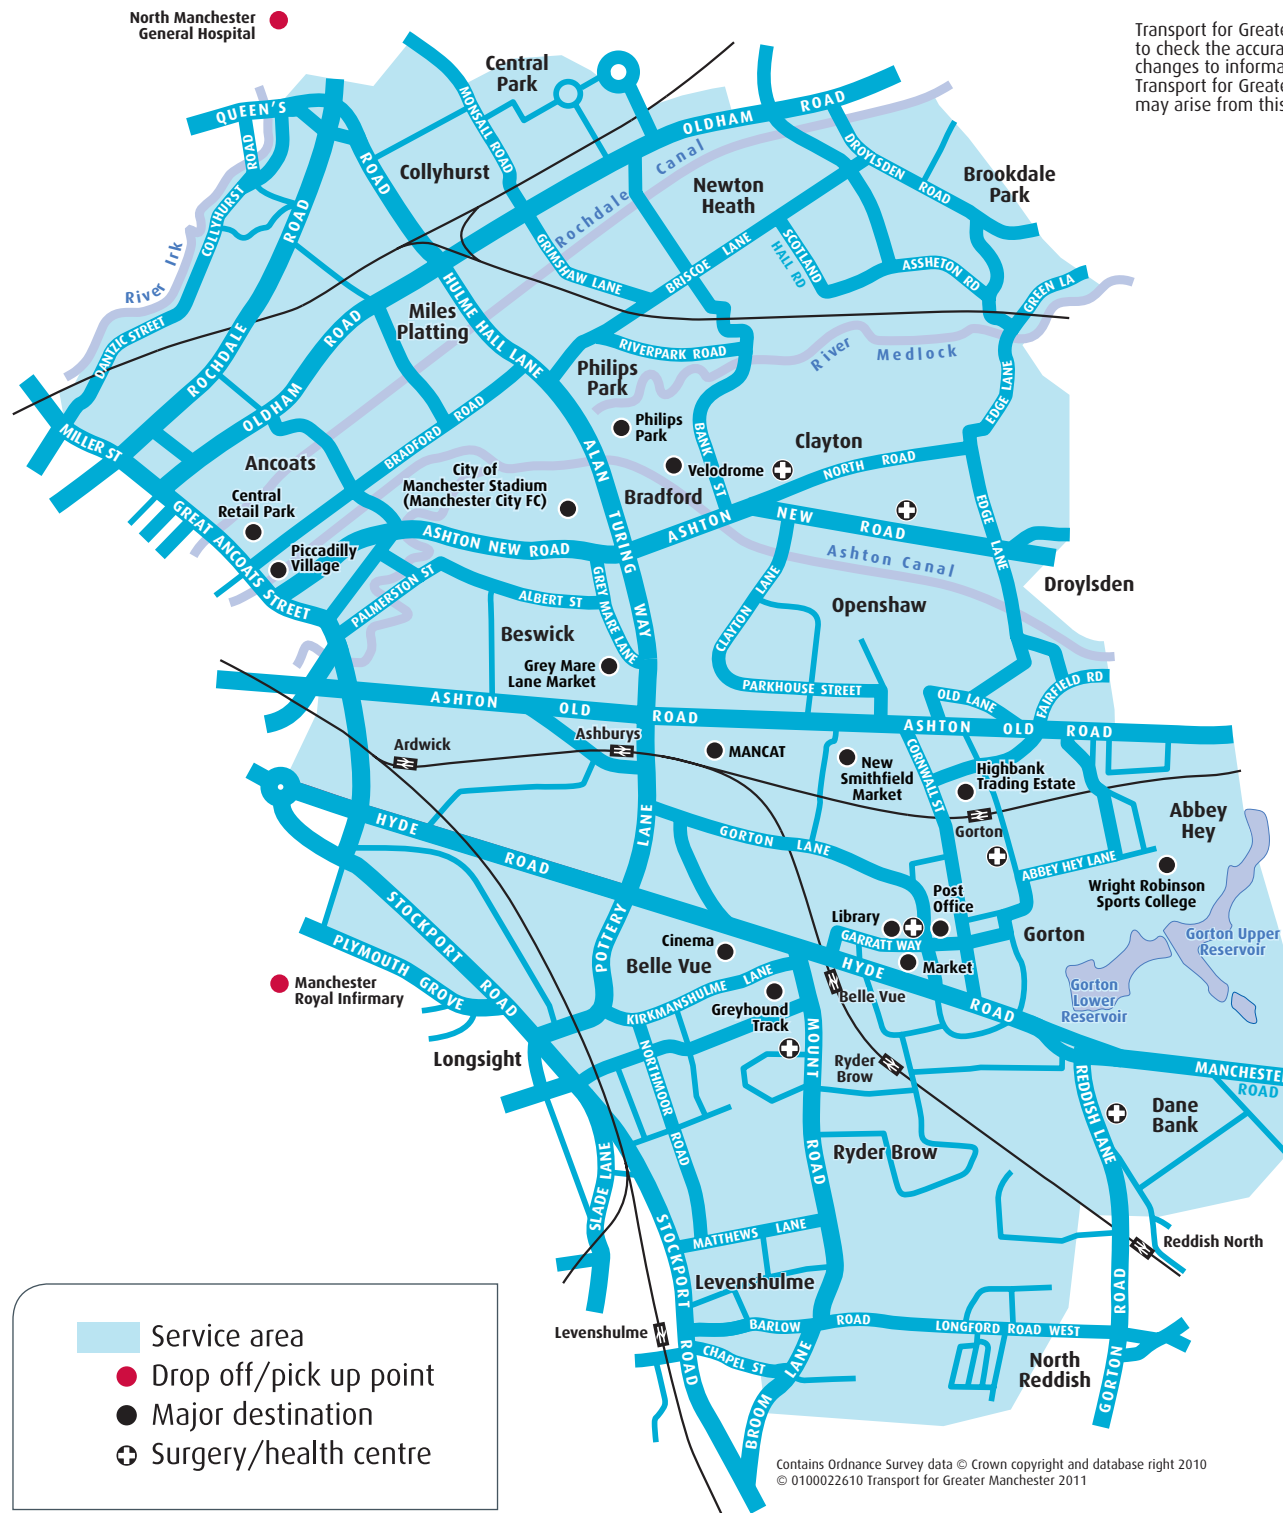 North Manchester
General Hospital
Transport for Greate
to check the accura
changes to informa
Transport for Greate
may arise from this
Central
Park
QUEEN'S
ROAD
MONSALL ROAD
OLDHAM ROAD
Collyhurst
Rochdale Canal
DROYLSDEN ROAD
Brookdale
Park
Newton
Heath
COLLYHURST ROAD
ROAD
River Irk
GRIMSHAW LANE
BRISCOE LANE
SCOTLAND
HALL RD
ASSHETON RD
GREEN LA
DANTZIC STREET
ROCHDALE
Miles
Platting
HULME HALL LANE
ROAD
RIVERPARK ROAD
River Medlock
Philips
Park
EDGE LANE
OLDHAM
BRADFORD ROAD
Philips
Park
MILLER ST
Ancoats
City of
Manchester Stadium
(Manchester City FC)
ALAN TURING WAY
Velodrome
BANK ST
Clayton
NORTH ROAD
Bradford
Central
Retail Park
GREAT ANCOATS STREET
Piccadilly
Village
ASHTON NEW ROAD
ASHTON NEW ROAD
EDGE LANE
Ashton Canal
Droylsden
PALMERSTON ST
ALBERT ST
GREY MARE LANE
CLAYTON LANE
Openshaw
Beswick
Grey Mare
Lane Market
PARKHOUSE STREET
OLD LANE
FAIRFIELD RD
ASHTON OLD ROAD
ASHTON OLD ROAD
Ardwick
Ashburys
MANCAT
New
Smithfield
Market
CORNWALL ST
Highbank
Trading Estate
Gorton
Abbey
Hey
HYDE ROAD
LANE
GORTON LANE
ABBEY HEY LANE
Wright Robinson
Sports College
Post
Office
Library
GARRATT WAY
Gorton
Gorton Upper
Reservoir
STOCKPORT ROAD
POTTERY
Cinema
Belle Vue
Market
PLYMOUTH GROVE
Manchester
Royal Infirmary
KIRKMANSHULME LANE
HYDE ROAD
Belle Vue
Gorton
Lower
Reservoir
Greyhound
Track
Longsight
NORTHMOOR ROAD
MOUNT ROAD
Ryder
Brow
MANCHESTER
ROAD
REDDISH LANE
Dane
Bank
SLADE LANE
Ryder Brow
STOCKPORT ROAD
MATTHEWS LANE
Reddish North
Levenshulme
Levenshulme
BARLOW ROAD
LONGFORD ROAD WEST
GORTON ROAD
CHAPEL ST
North
Reddish
BROOM LANE
Service area
Drop off/pick up point
Major destination
Surgery/health centre
Contains Ordnance Survey data © Crown copyright and database right 2010
© 0100022610 Transport for Greater Manchester 2011